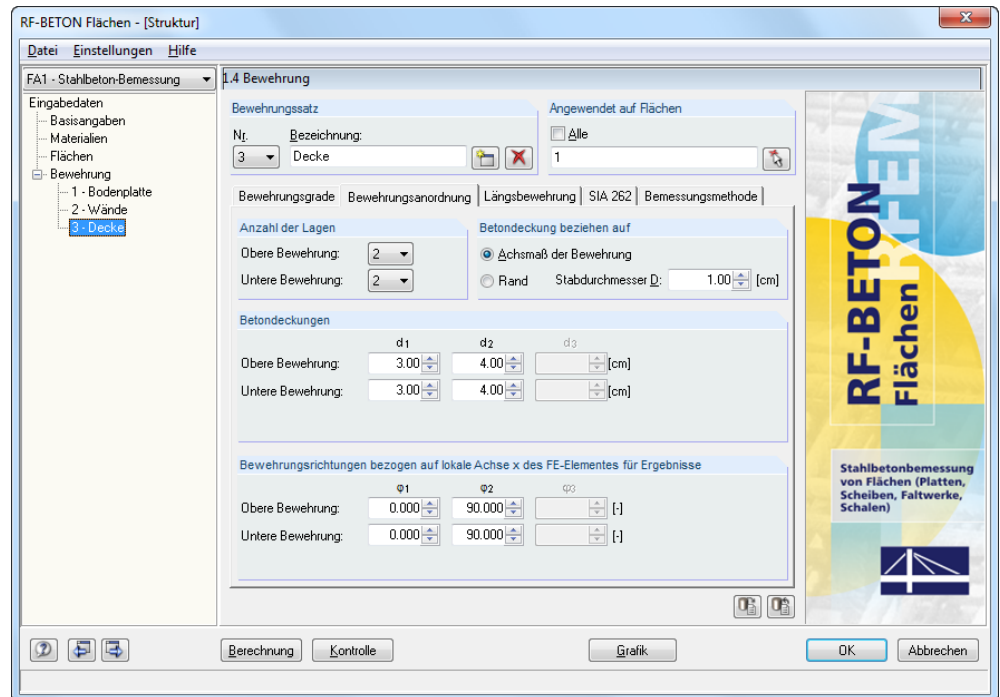 RF-BETON Flächen - [Struktur]
Datei Einstellungen Hilfe
FA1 - Stahlbeton-Bemessung
1.4 Bewehrung
Eingabedaten
Basisangaben
Materialien
Flächen
Bewehrung
1 - Bodenplatte
2 - Wände
3 - Decke
Bewehrungssatz
Nr. Bezeichnung:
3 Decke
Angewendet auf Flächen
Alle
1
Bewehrungsgrade Bewehrungsanordnung Längsbewehrung SIA 262 Bemessungsmethode
Anzahl der Lagen
Obere Bewehrung: 2
Untere Bewehrung: 2
Betondeckung beziehen auf
Achsmaß der Bewehrung
Rand Stabdurchmesser D: 1.00 [cm]
Betondeckungen
d1 d2 d3
Obere Bewehrung: 3.00 4.00 [cm]
Untere Bewehrung: 3.00 4.00 [cm]
Bewehrungsrichtungen bezogen auf lokale Achse x des FE-Elementes für Ergebnisse
φ1 φ2 φ3
Obere Bewehrung: 0.000 90.000 [-]
Untere Bewehrung: 0.000 90.000 [-]
RFEM
RF-BETON
Flächen
Stahlbetonbemessung
von Flächen (Platten,
Scheiben, Faltwerke,
Schalen)
Berechnung Kontrolle Grafik OK Abbrechen